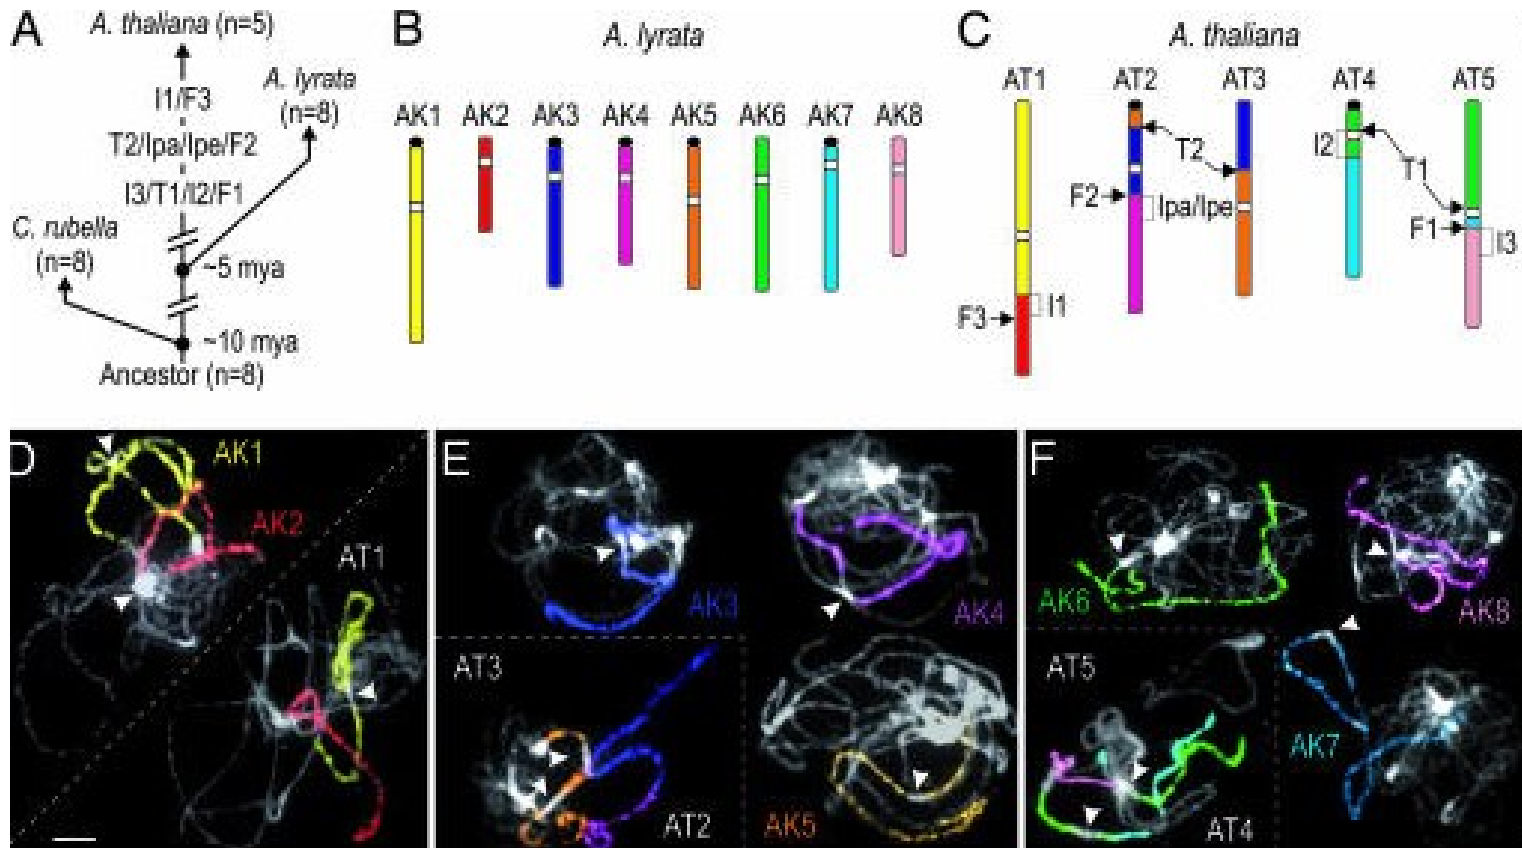 A
A. thaliana (n=5)
A. lyrata
(n=8)
I1/F3
T2/Ipa/Ipe/F2
I3/T1/I2/F1
C. rubella
(n=8)
~5 mya
~10 mya
Ancestor (n=8)
B
A. lyrata
AK1 AK2 AK3 AK4 AK5 AK6 AK7 AK8
C
A. thaliana
AT1 AT2 AT3 AT4 AT5
T2
I2
T1
F2
Ipa/Ipe
F1
I3
I1
F3
D
AK1
AK2
AT1
E
AK3
AK4
AT3
AT2
AK5
F
AK6
AK8
AT5
AK7
AT4